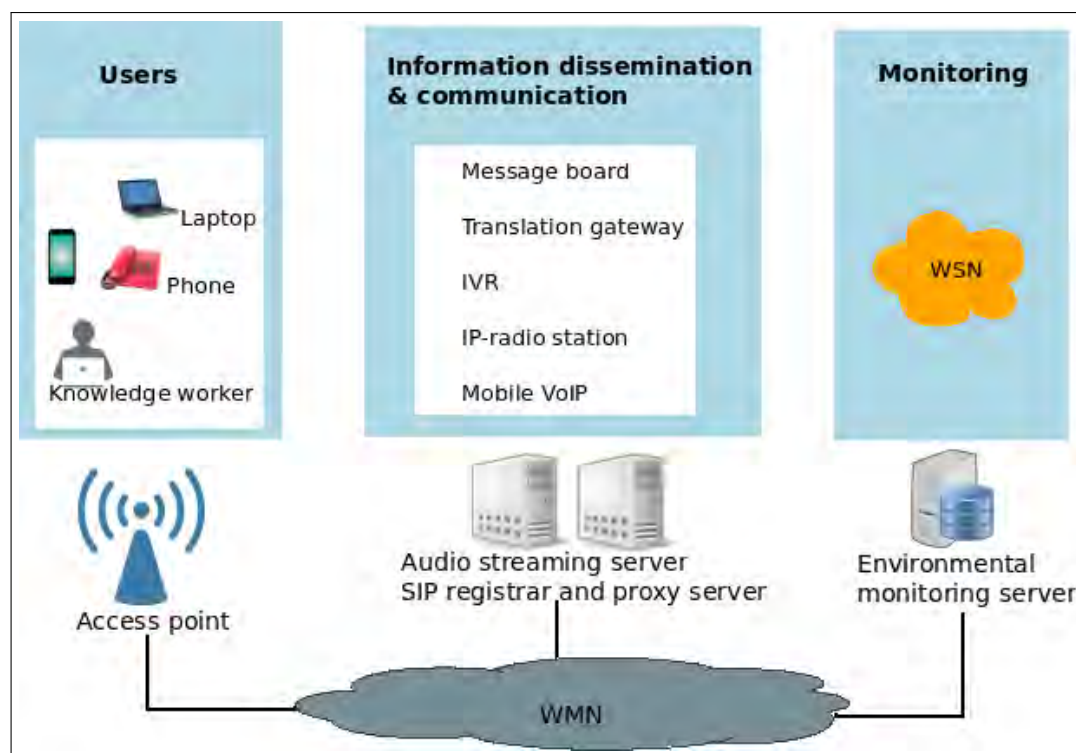 Users
Laptop
Phone
Knowledge worker
Information dissemination
& communication
Message board
Translation gateway
IVR
IP-radio station
Mobile VoIP
Monitoring
WSN
Access point
Audio streaming server
SIP registrar and proxy server
Environmental
monitoring server
WMN